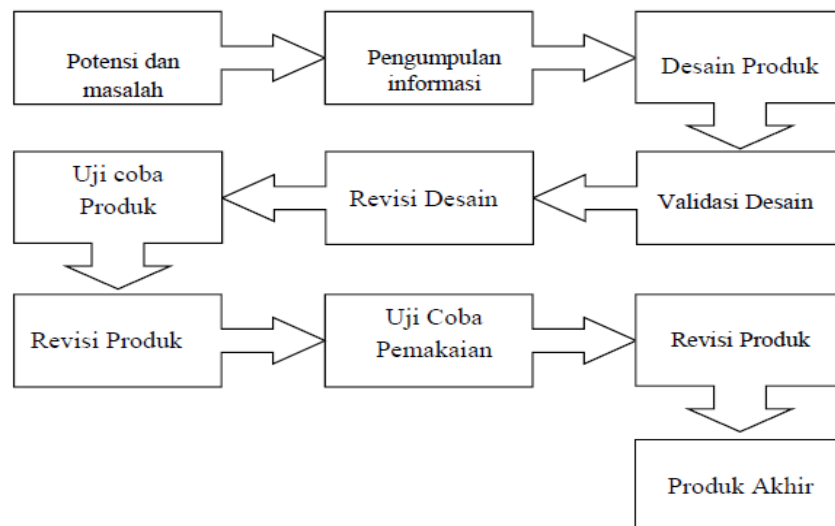 Potensi dan
masalah
Pengumpulan
informasi
Desain Produk
Validasi Desain
Revisi Desain
Uji coba
Produk
Revisi Produk
Uji Coba
Pemakaian
Revisi Produk
Produk Akhir